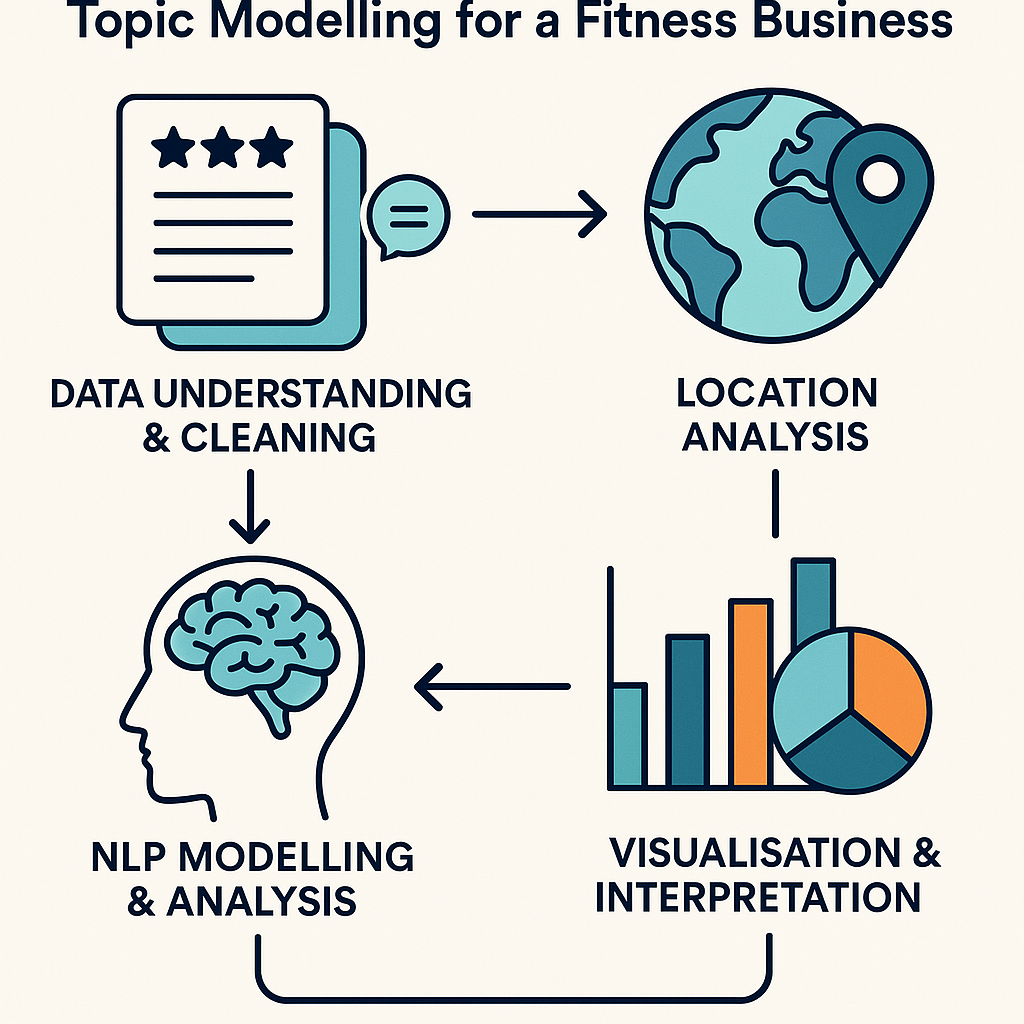 Topic Modelling for a Fitness Business
DATA UNDERSTANDING
& CLEANING
LOCATION
ANALYSIS
NLP MODELLING
& ANALYSIS
VISUALISATION &
INTERPRETATION